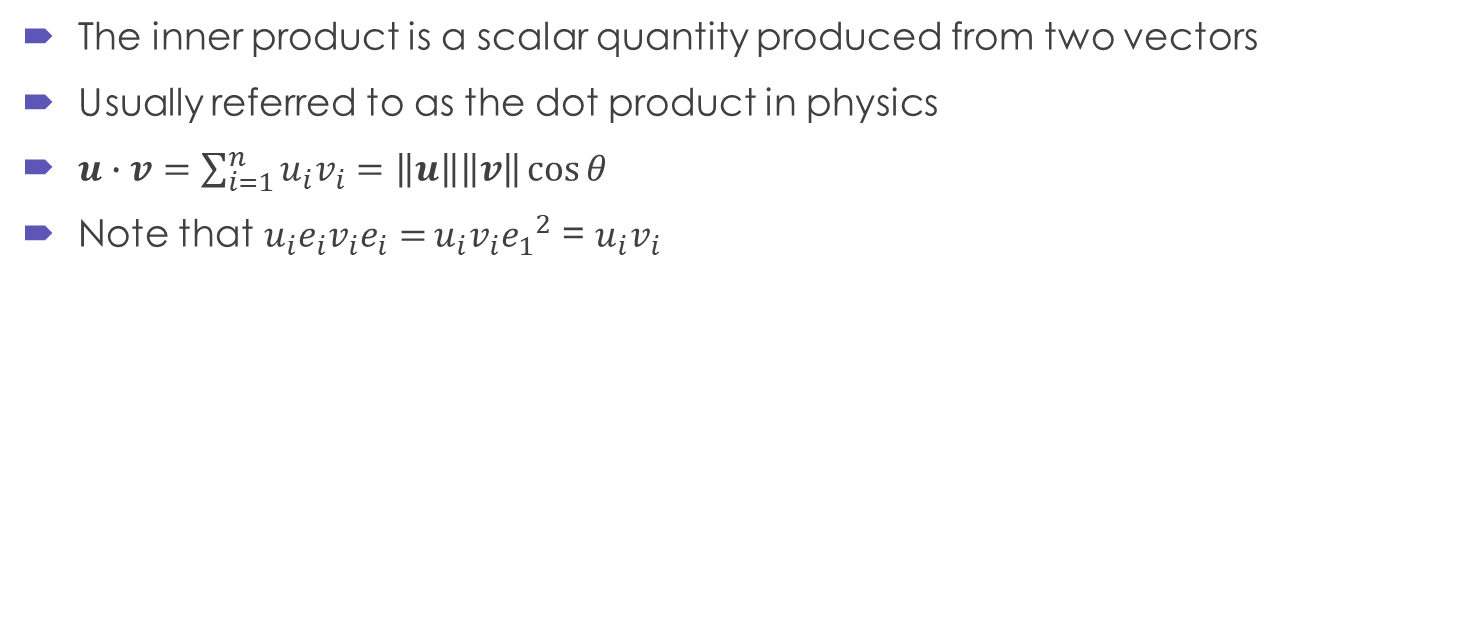 The inner product is a scalar quantity produced from two vectors
Usually referred to as the dot product in physics
𝒖 · 𝒗 = ∑ⁿᵢ₌₁ uᵢvᵢ = ‖𝒖‖‖𝒗‖ cos θ
Note that uᵢeᵢvᵢeᵢ = uᵢvᵢe₁² = uᵢvᵢ